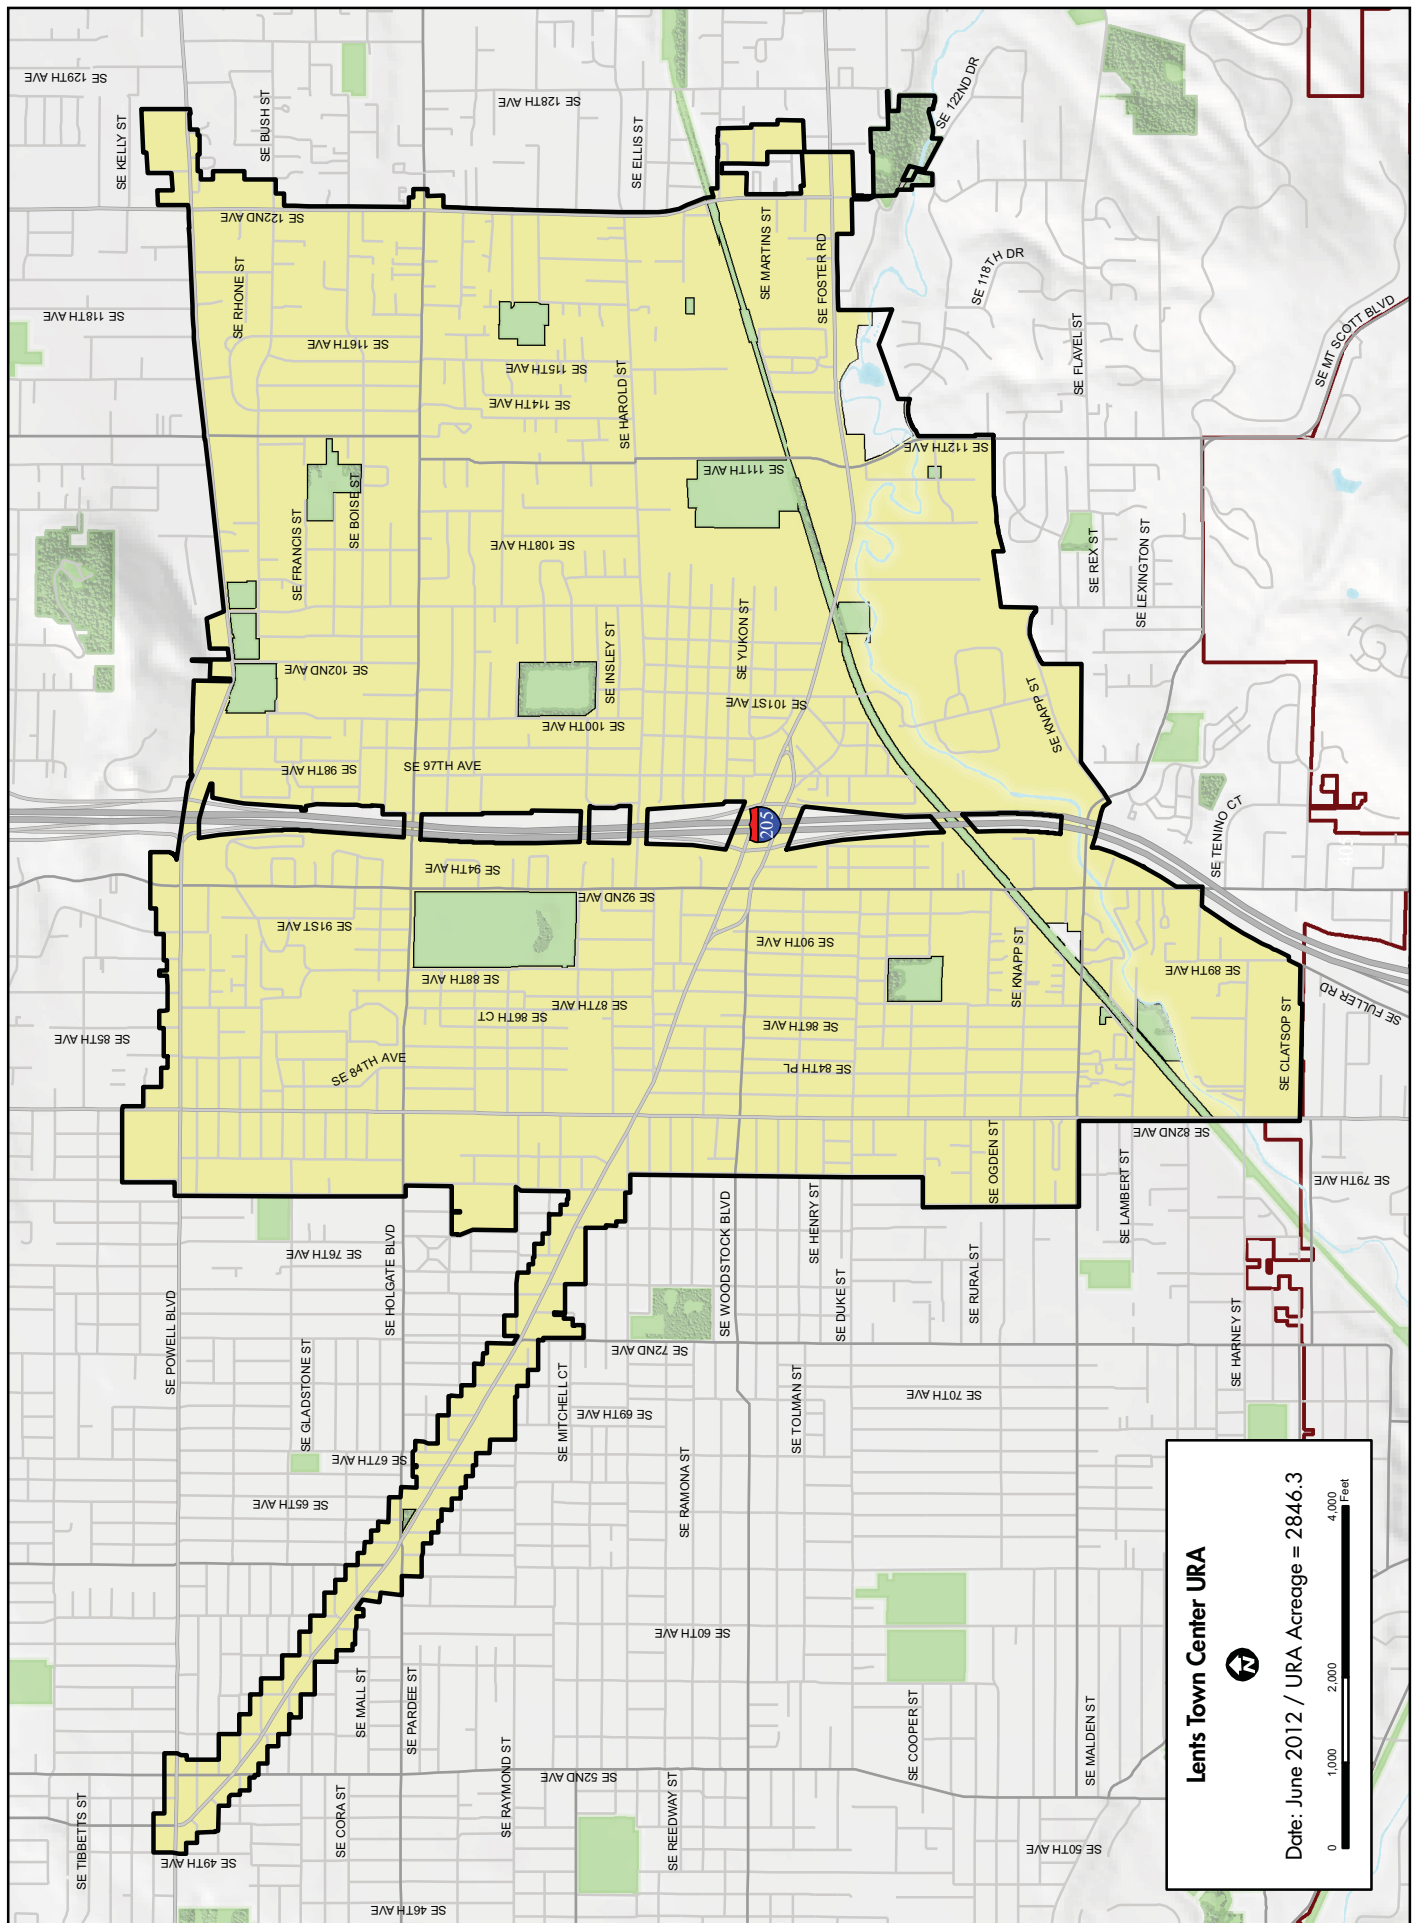 SE 129TH AVE
SE KELLY ST
SE BUSH ST
SE 128TH AVE
SE ELLIS ST
SE 122ND DR
SE 122ND AVE
SE MARTINS ST
SE FOSTER RD
SE 118TH DR
SE RHONE ST
SE 118TH AVE
SE 116TH AVE
SE 115TH AVE
SE 114TH AVE
SE HAROLD ST
SE FLAVEL ST
SE MT SCOTT BLVD
SE 112TH AVE
SE 111TH AVE
SE BOISE ST
SE FRANCIS ST
SE 108TH AVE
SE REX ST
SE LEXINGTON ST
SE YUKON ST
SE INSLEY ST
SE 102ND AVE
SE 101ST AVE
SE 100TH AVE
SE KNAPP ST
SE 98TH AVE
SE 97TH AVE
205
SE TENINO CT
SE 94TH AVE
SE 92ND AVE
SE 91ST AVE
SE 90TH AVE
SE KNAPP ST
SE 89TH AVE
SE 88TH AVE
SE 87TH AVE
SE 86TH CT
SE 86TH AVE
SE FULLER RD
SE 85TH AVE
SE 84TH AVE
SE 84TH PL
SE CLATSOP ST
SE 82ND AVE
SE OGDEN ST
SE LAMBERT ST
SE 79TH AVE
SE 76TH AVE
SE HOLGATE BLVD
SE WOODSTOCK BLVD
SE HENRY ST
SE DUKE ST
SE RURAL ST
SE POWELL BLVD
SE GLADSTONE ST
SE 72ND AVE
SE HARNEY ST
SE MITCHELL CT
SE 70TH AVE
SE 69TH AVE
SE TOLMAN ST
SE 67TH AVE
SE RAMONA ST
SE 65TH AVE
SE 60TH AVE
SE MALL ST
SE PARDEE ST
SE COOPER ST
SE MALDEN ST
SE RAYMOND ST
SE 52ND AVE
SE REEDWAY ST
SE TIBBETTS ST
SE CORA ST
SE 50TH AVE
SE 49TH AVE
SE 46TH AVE
Lents Town Center URA
N
Date: June 2012 / URA Acreage = 2846.3
0 1,000 2,000 4,000
Feet